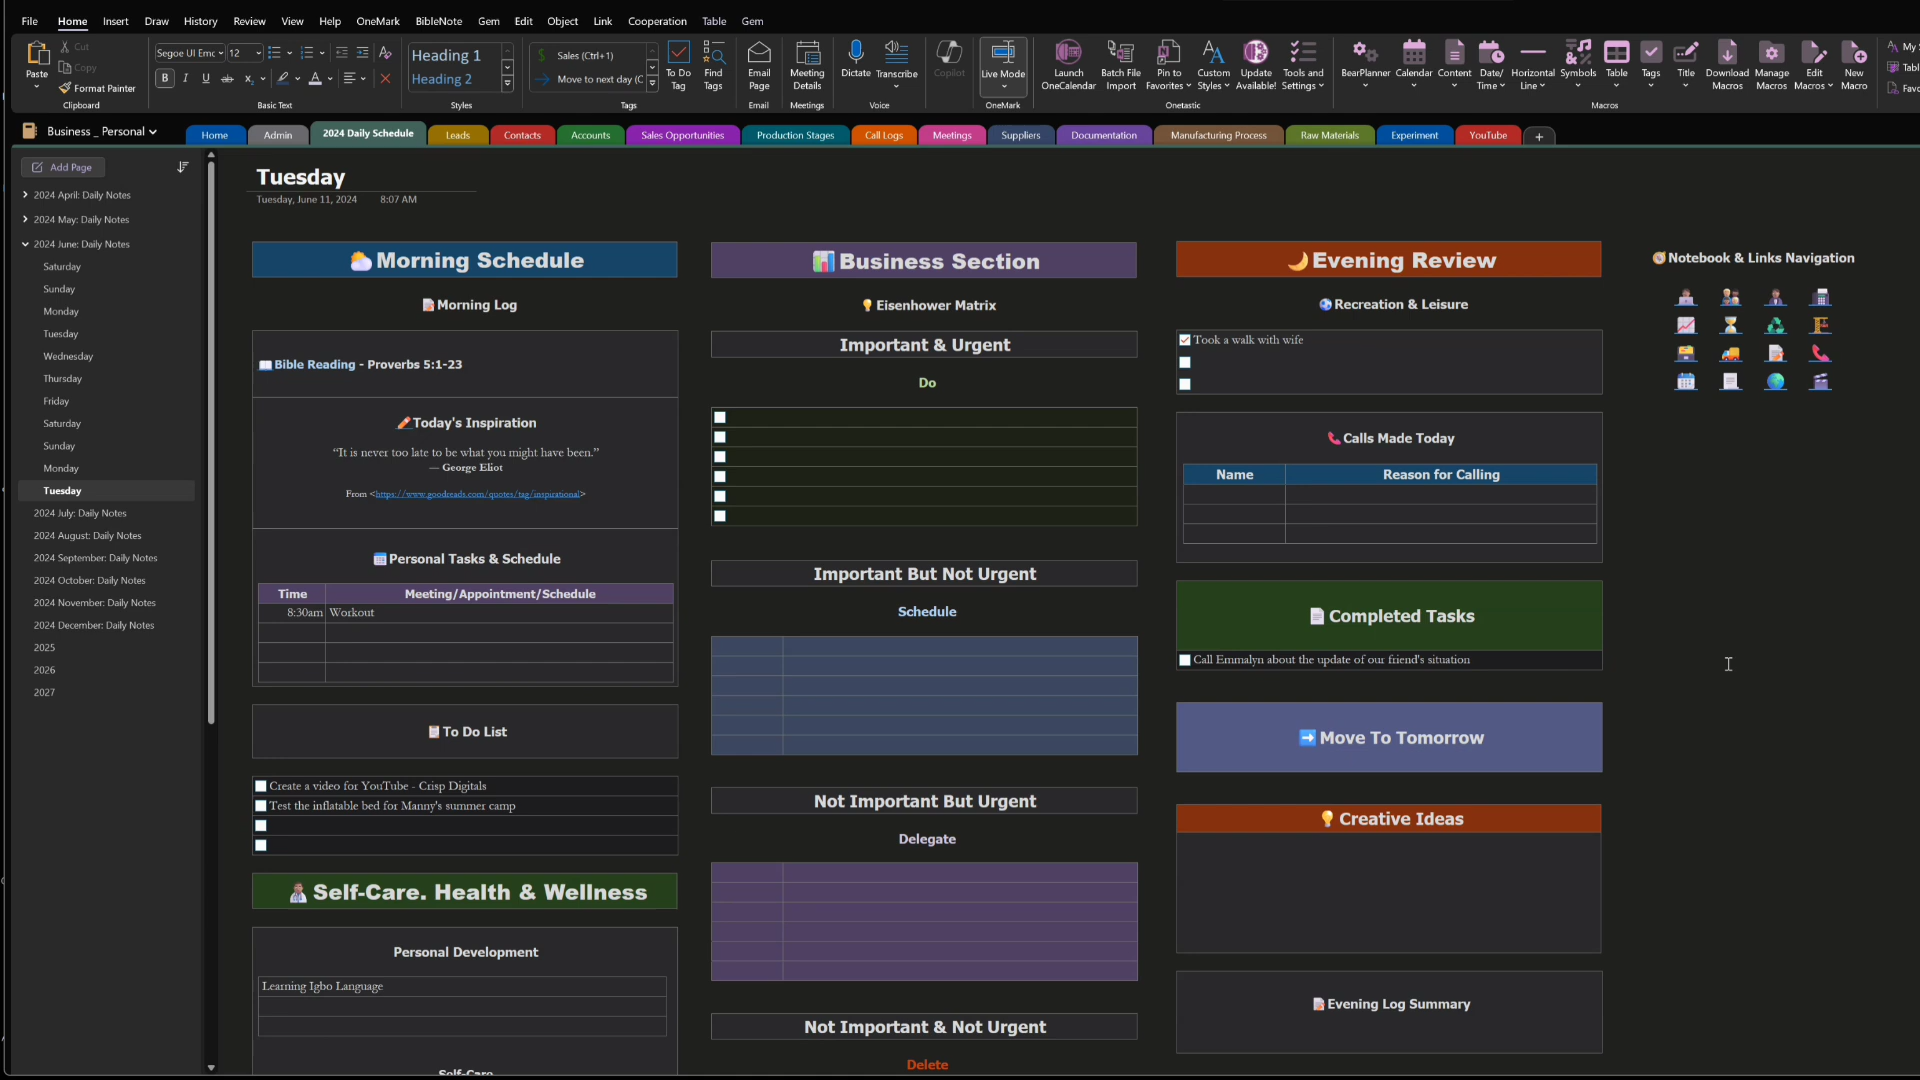 File Home Insert Draw History Review View Help OneMark BibleNote Gem Edit Object Link Cooperation Table Gem
Paste
Cut
Copy
Format Painter
Clipboard
Segoe UI Emc 12
B I U ab x
A
Basic Text
Heading 1
Heading 2
Styles
Sales (Ctrl+1)
Move to next day (C
Tags
To Do Tag
Find Tags
Email Page
Email
Meeting Details
Meetings
Dictate
Transcribe
Voice
Copilot
Live Mode
OneMark
Launch OneCalendar
Batch File Import
Pin to Favorites
Custom Styles
Update Available!
Tools and Settings
Onetastic
BearPlanner
Calendar
Content
Date/ Time
Horizontal Line
Symbols
Table
Tags
Title
Download Macros
Manage Macros
Edit Macros
New Macro
Macros
My
Tabl
Favo
Business _ Personal
Home Admin 2024 Daily Schedule Leads Contacts Accounts Sales Opportunities Production Stages Call Logs Meetings Suppliers Documentation Manufacturing Process Raw Materials Experiment YouTube +
Add Page
2024 April: Daily Notes
2024 May: Daily Notes
2024 June: Daily Notes
Saturday
Sunday
Monday
Tuesday
Wednesday
Thursday
Friday
Saturday
Sunday
Monday
Tuesday
2024 July: Daily Notes
2024 August: Daily Notes
2024 September: Daily Notes
2024 October: Daily Notes
2024 November: Daily Notes
2024 December: Daily Notes
2025
2026
2027
Tuesday
Tuesday, June 11, 2024 8:07 AM
Morning Schedule
Morning Log
Bible Reading - Proverbs 5:1-23
Today's Inspiration
“It is never too late to be what you might have been.”
— George Eliot
From <https://www.goodreads.com/quotes/tag/inspirational>
Personal Tasks & Schedule
Time Meeting/Appointment/Schedule
8:30am Workout
To Do List
Create a video for YouTube - Crisp Digitals
Test the inflatable bed for Manny's summer camp
Self-Care. Health & Wellness
Personal Development
Learning Igbo Language
Self-Care
Business Section
Eisenhower Matrix
Important & Urgent
Do
Important But Not Urgent
Schedule
Not Important But Urgent
Delegate
Not Important & Not Urgent
Delete
Evening Review
Recreation & Leisure
Took a walk with wife
Calls Made Today
Name Reason for Calling
Completed Tasks
Call Emmalyn about the update of our friend's situation
Move To Tomorrow
Creative Ideas
Evening Log Summary
Notebook & Links Navigation